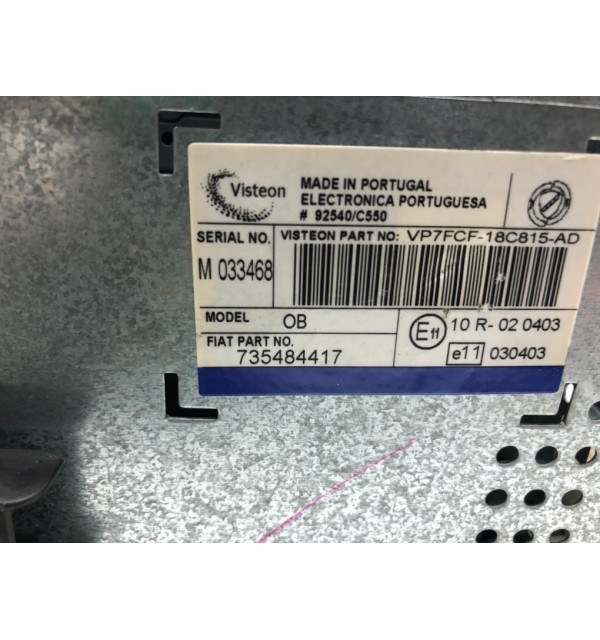 Visteon
MADE IN PORTUGAL
ELECTRONICA PORTUGUESA
# 92540/C550
SERIAL NO.
M 033468
VISTEON PART NO: VP7FCF-18C815-AD
MODEL OB
FIAT PART NO.
735484417
E11 10 R- 02 0403
e11 030403